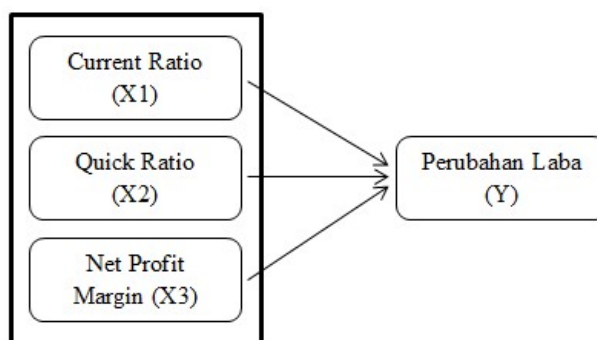 Current Ratio
(X1)
Quick Ratio
(X2)
Net Profit
Margin (X3)
Perubahan Laba
(Y)